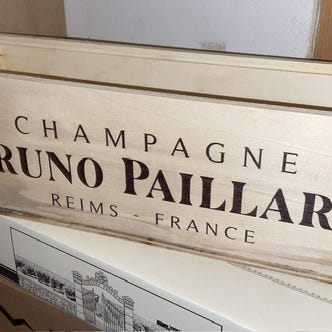 CHAMPAGNE
RUNO PAILLAR
REIMS - FRANCE